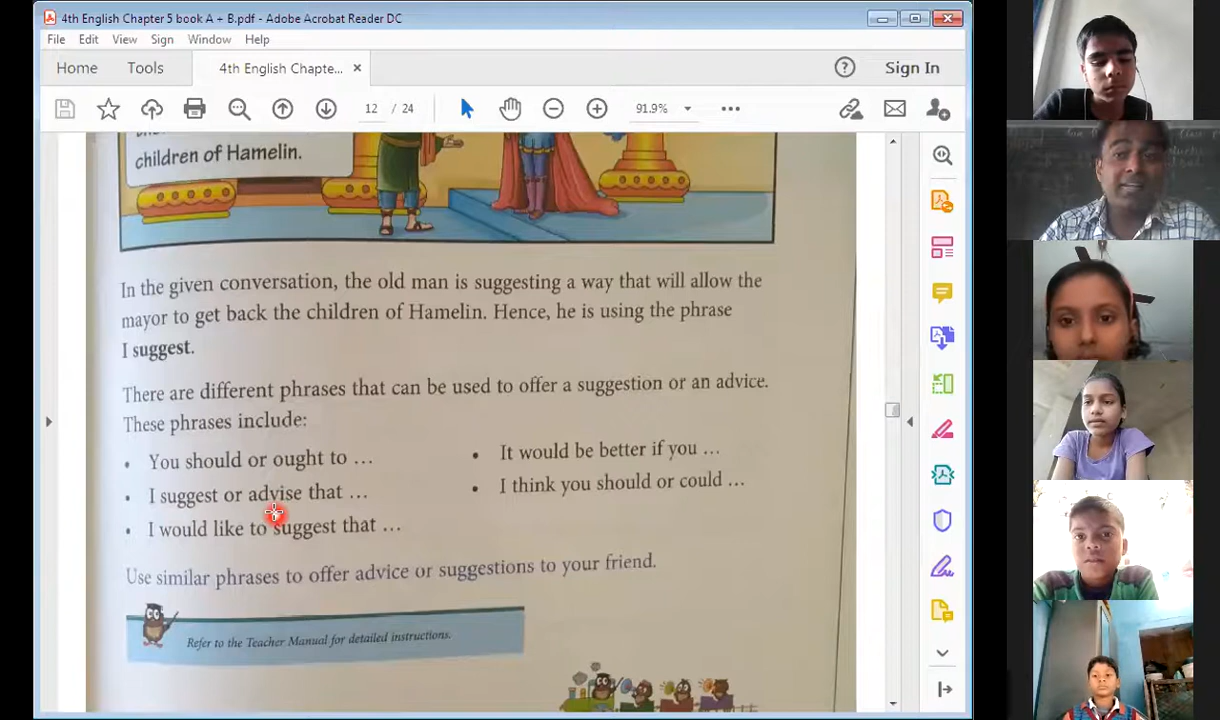 4th English Chapter 5 book A + B.pdf - Adobe Acrobat Reader DC
File Edit View Sign Window Help
Home Tools 4th English Chapte... × Sign In
12 / 24 91.9%
children of Hamelin.
In the given conversation, the old man is suggesting a way that will allow the
mayor to get back the children of Hamelin. Hence, he is using the phrase
I suggest.
There are different phrases that can be used to offer a suggestion or an advice.
These phrases include:
• You should or ought to …
• I suggest or advise that …
• I would like to suggest that …
• It would be better if you …
• I think you should or could …
Use similar phrases to offer advice or suggestions to your friend.
Refer to the Teacher Manual for detailed instructions.